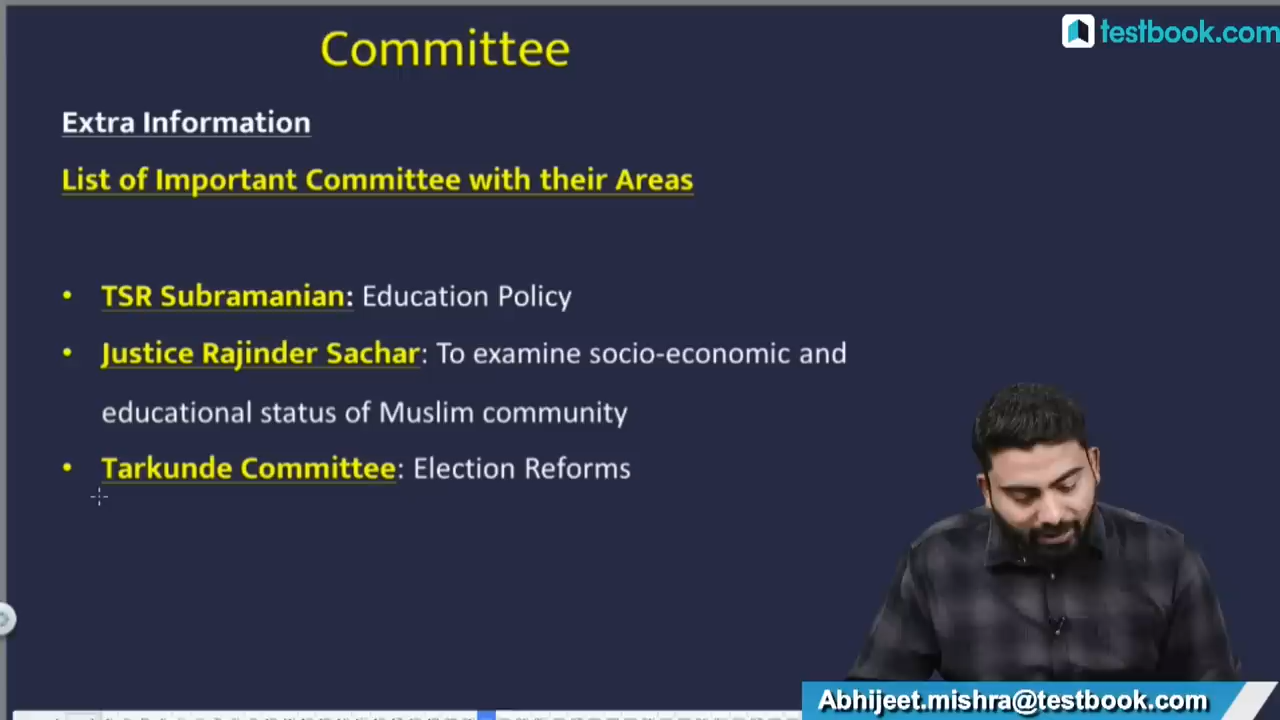 Committee
testbook.com
Extra Information
List of Important Committee with their Areas
• TSR Subramanian: Education Policy
• Justice Rajinder Sachar: To examine socio-economic and
educational status of Muslim community
• Tarkunde Committee: Election Reforms
Abhijeet.mishra@testbook.com